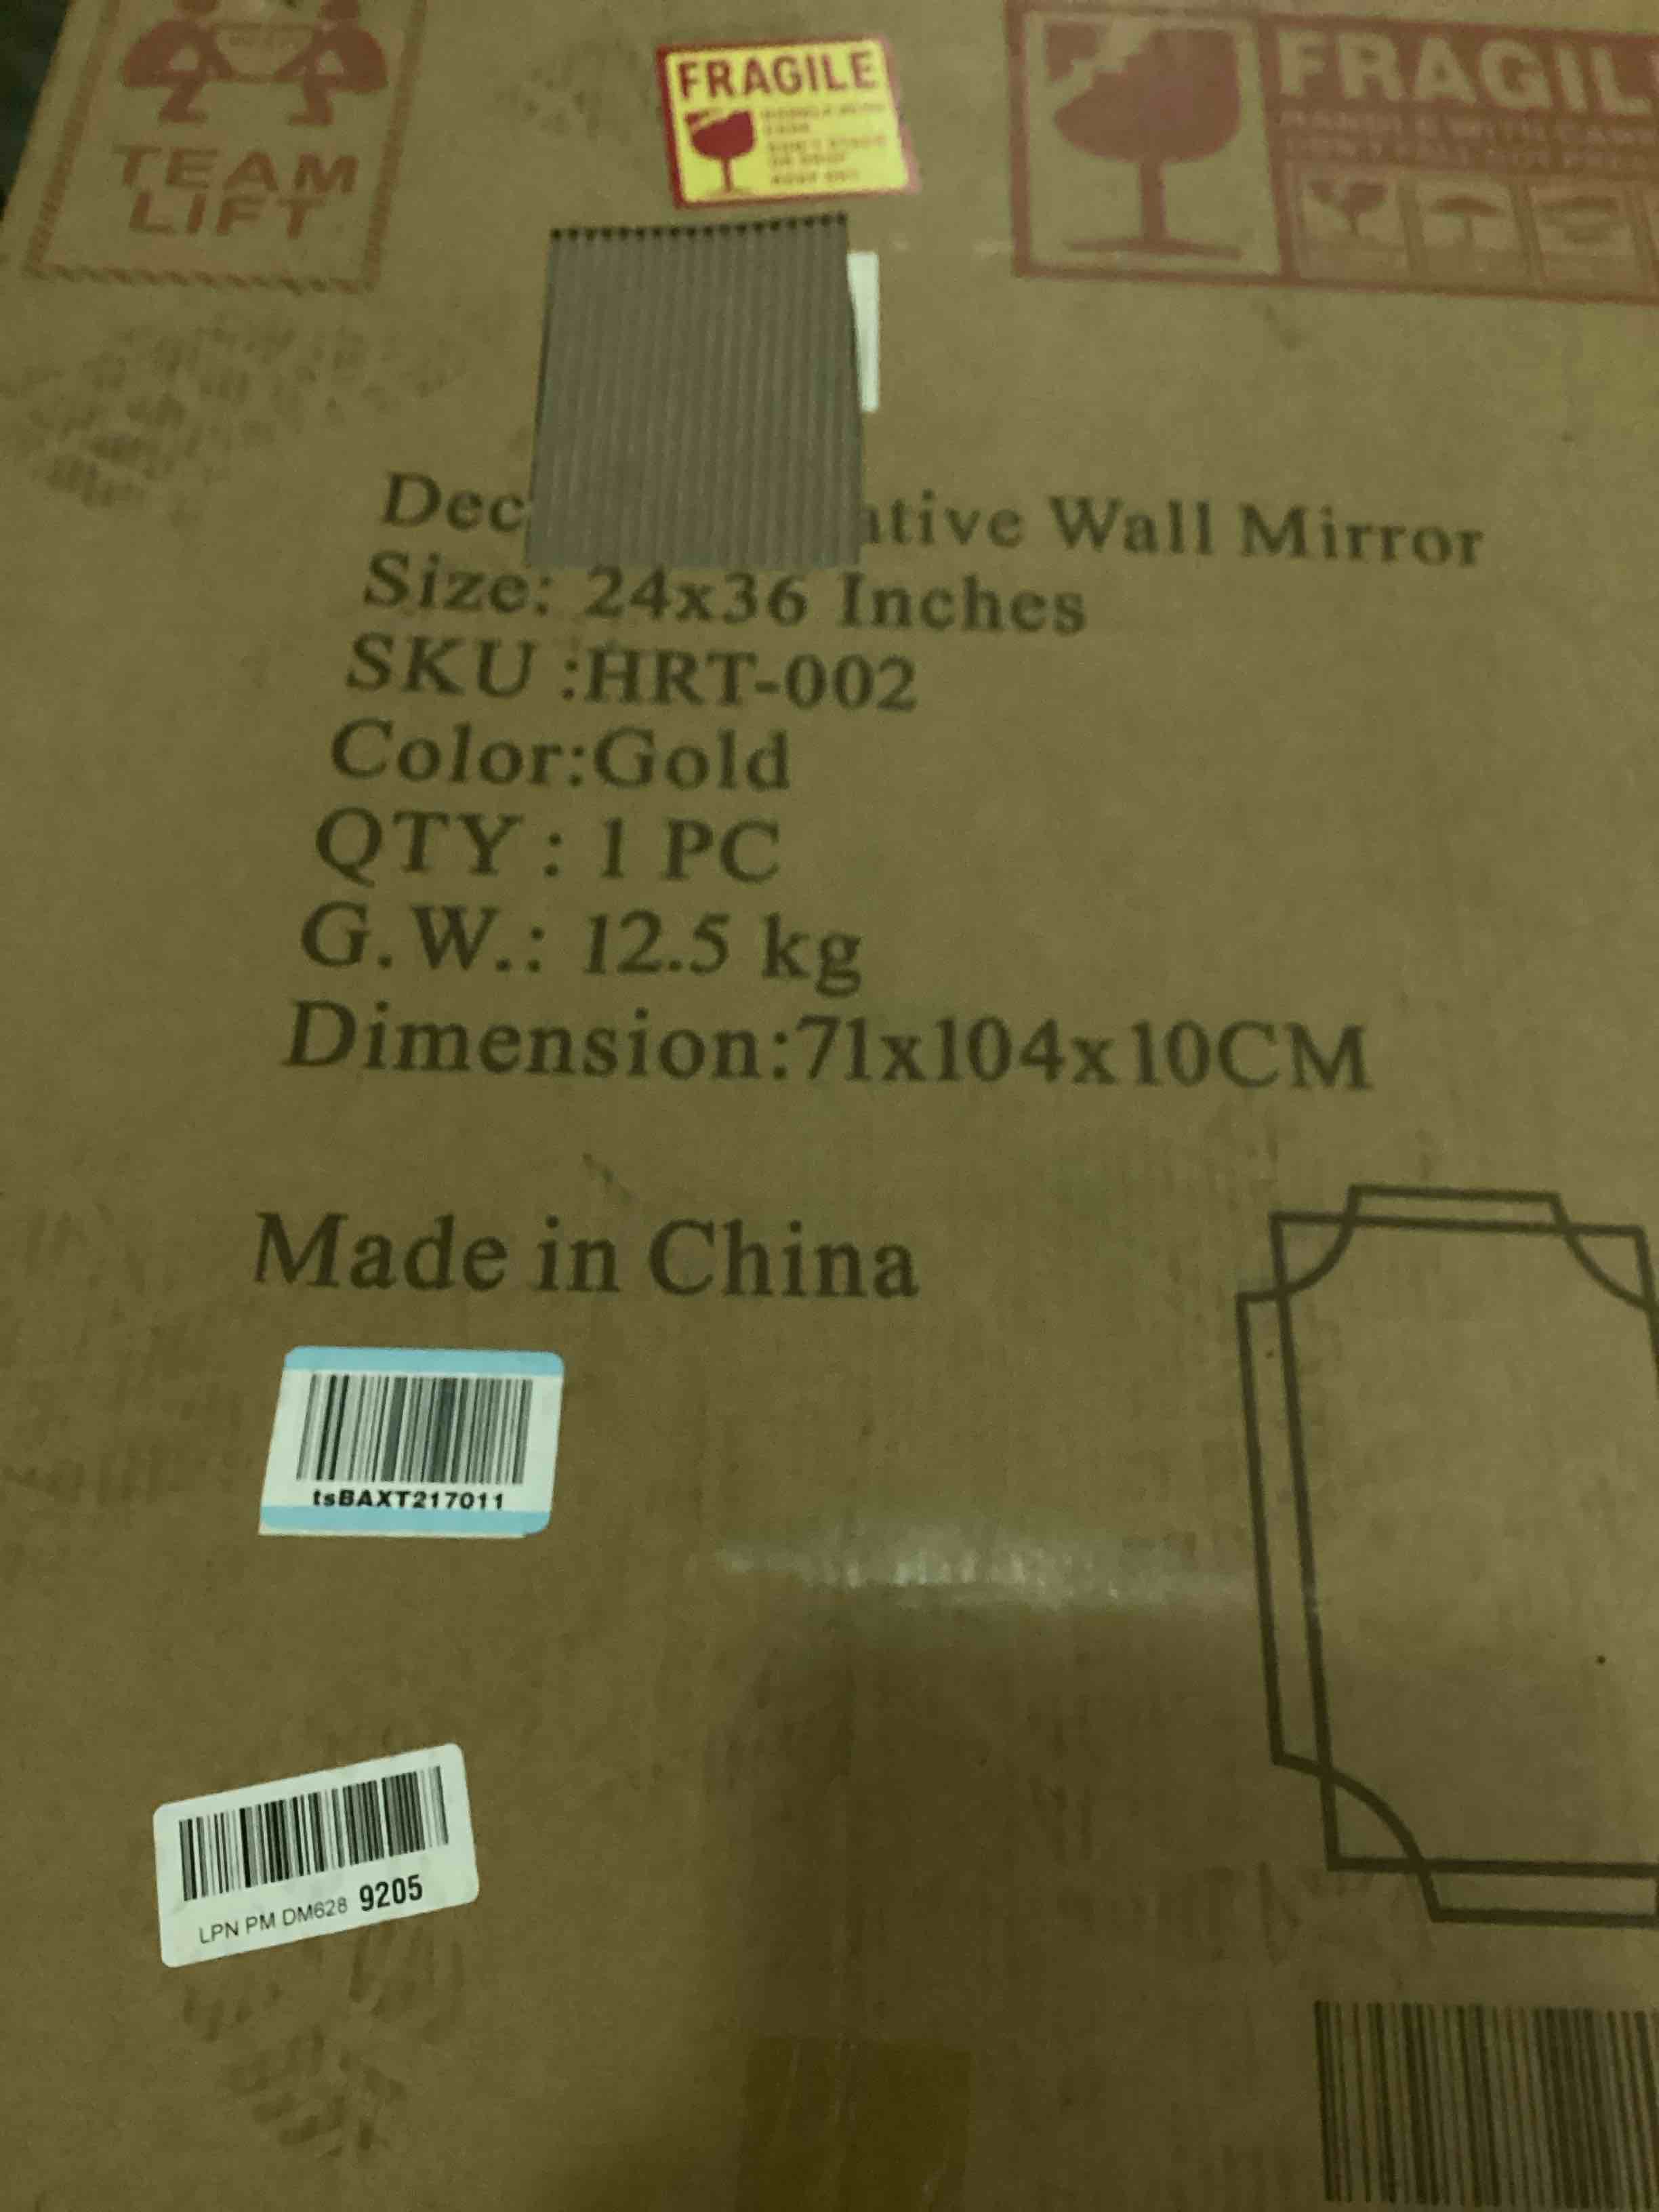 TEAM
LIFT
FRAGILE
FRAGIL
Dec ative Wall Mirror
Size: 24x36 Inches
SKU :HRT-002
Color:Gold
QTY : 1 PC
G.W.: 12.5 kg
Dimension:71x104x10CM
Made in China
tsBAXT217011
LPN PM DM628 9205